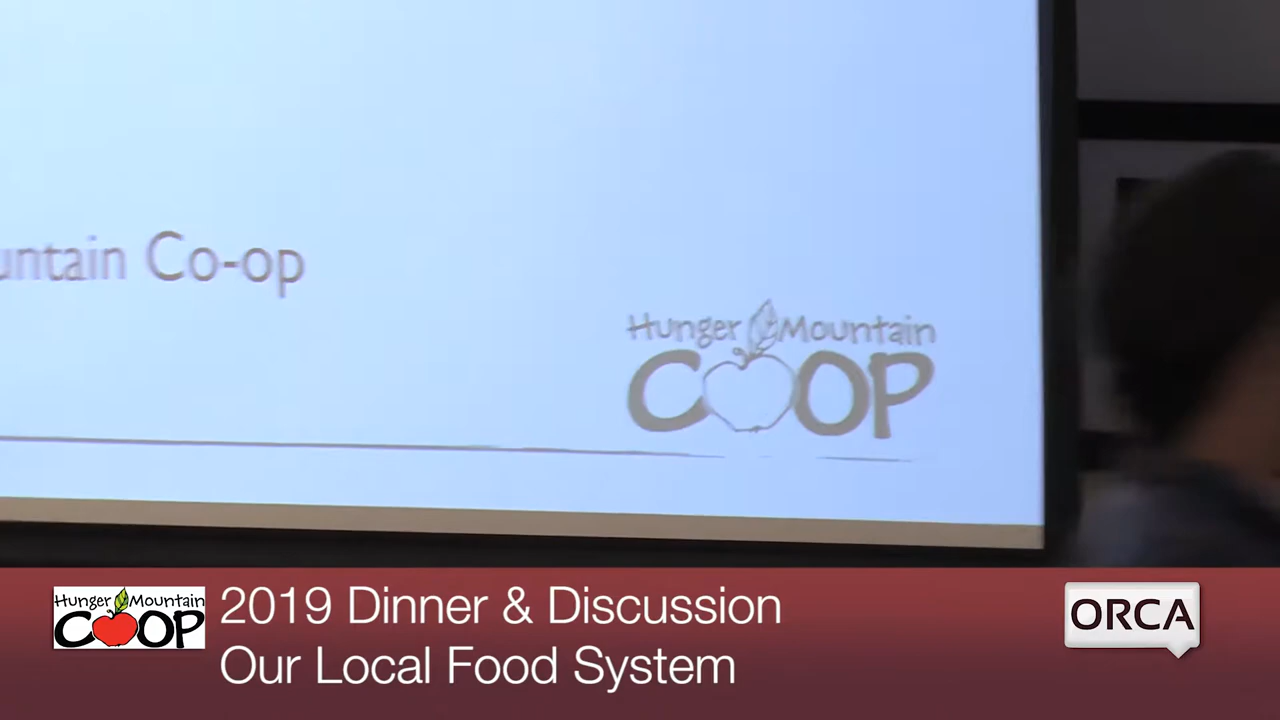 untain Co-op
Hunger Mountain
COOP
Hunger Mountain
COOP
2019 Dinner & Discussion
Our Local Food System
ORCA